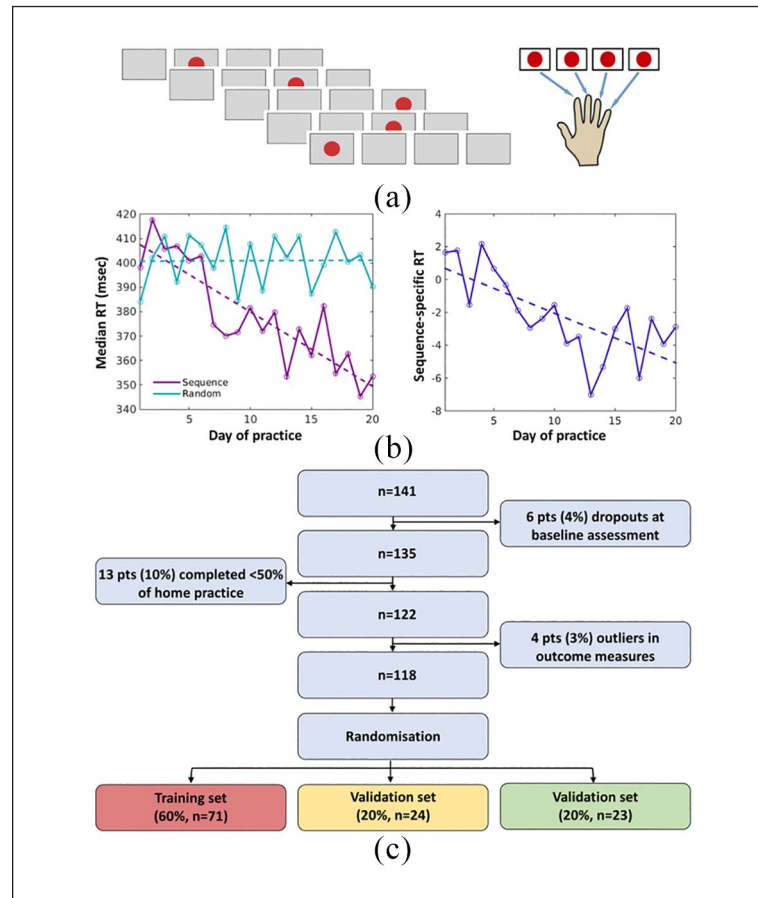 (a)
420
410
400
390
380
370
360
350
340
Median RT (msec)
Sequence
Random
5
10
15
20
Day of practice
4
2
0
-2
-4
-6
-8
Sequence-specific RT
5
10
15
20
Day of practice
(b)
n=141
6 pts (4%) dropouts at
baseline assessment
n=135
13 pts (10%) completed <50%
of home practice
n=122
4 pts (3%) outliers in
outcome measures
n=118
Randomisation
Training set
(60%, n=71)
Validation set
(20%, n=24)
Validation set
(20%, n=23)
(c)